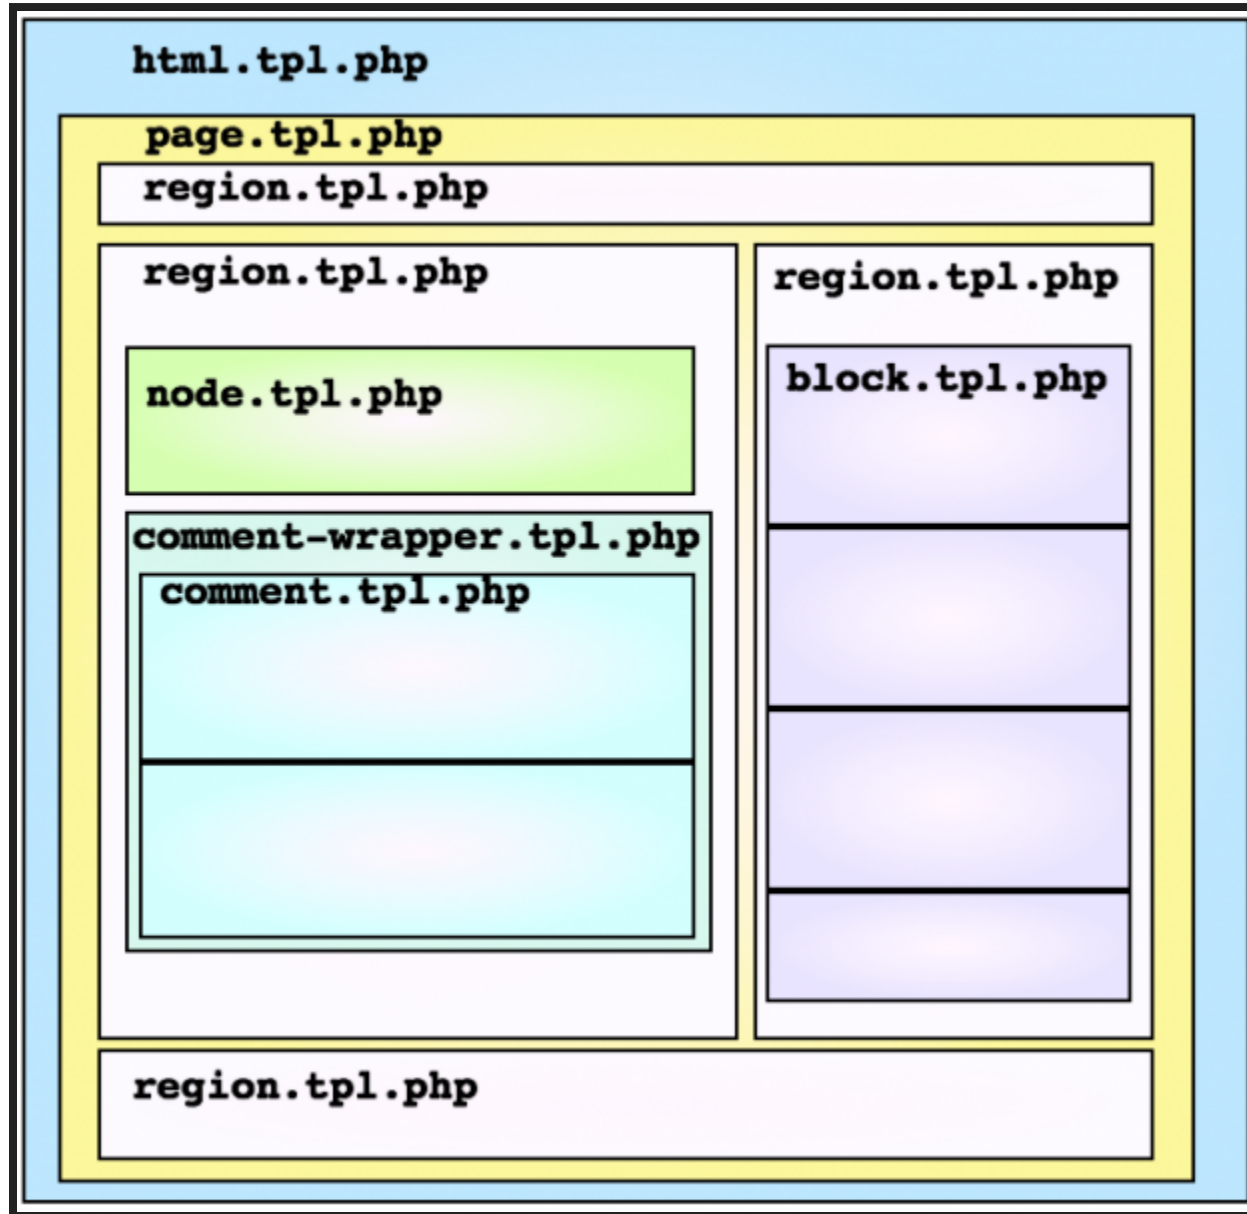 html.tpl.php
page.tpl.php
region.tpl.php
region.tpl.php
node.tpl.php
comment-wrapper.tpl.php
comment.tpl.php
region.tpl.php
block.tpl.php
region.tpl.php